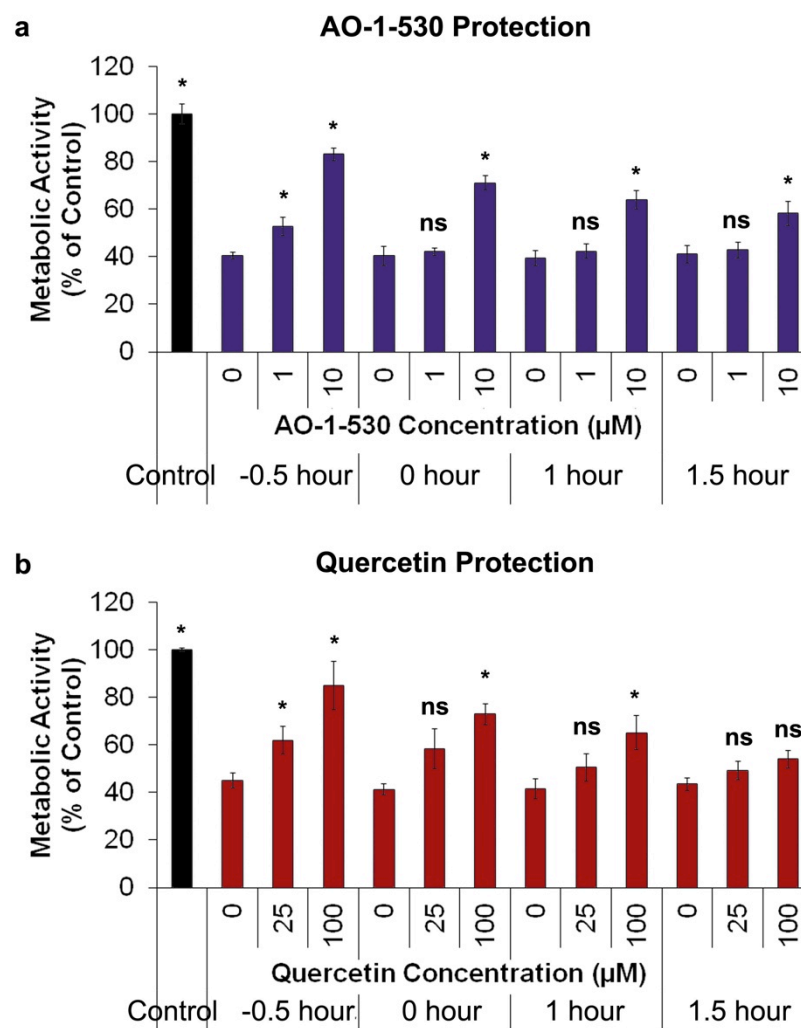 a
AO-1-530 Protection
Metabolic Activity
(% of Control)
120
100
80
60
40
20
0
*
*
*
ns
*
ns
*
ns
*
0 1 10 0 1 10 0 1 10 0 1 10
AO-1-530 Concentration (µM)
Control -0.5 hour 0 hour 1 hour 1.5 hour
b
Quercetin Protection
Metabolic Activity
(% of Control)
120
100
80
60
40
20
0
*
*
*
ns
*
ns
*
ns
ns
0 25 100 0 25 100 0 25 100 0 25 100
Quercetin Concentration (µM)
Control -0.5 hour 0 hour 1 hour 1.5 hour